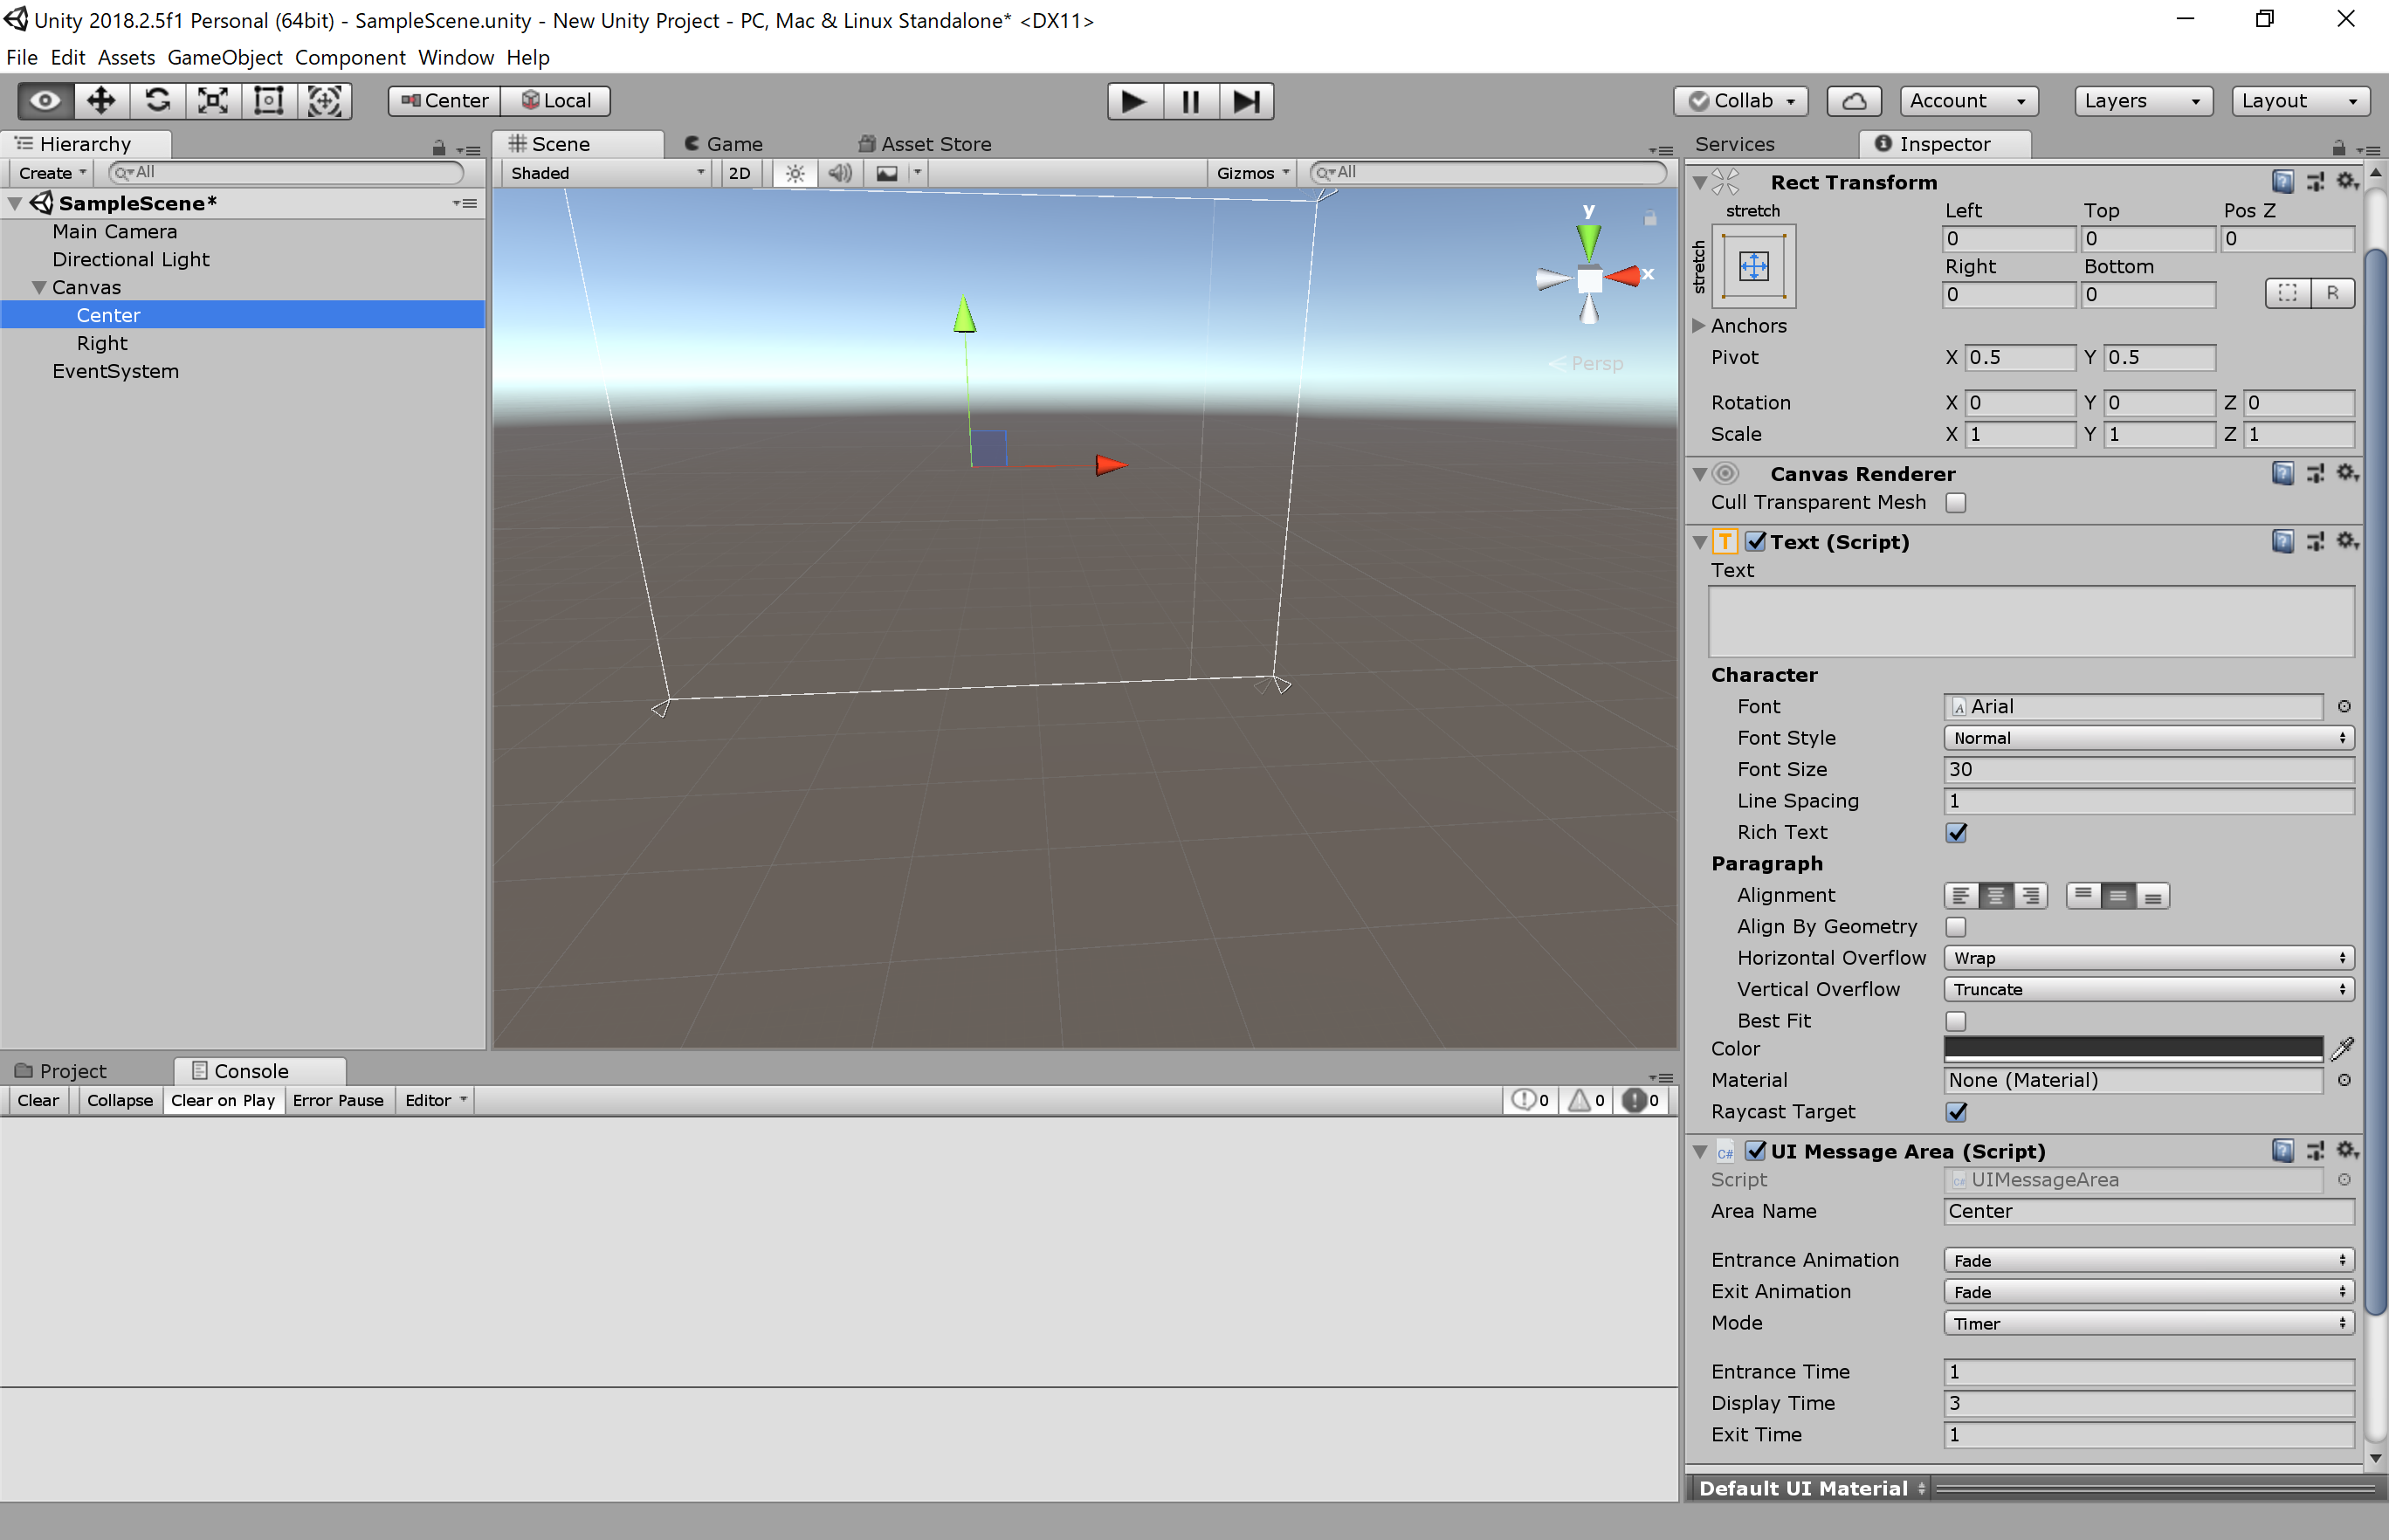 Unity 2018.2.5f1 Personal (64bit) - SampleScene.unity - New Unity Project - PC, Mac & Linux Standalone* <DX11>
File Edit Assets GameObject Component Window Help
Center Local Collab Account Layers Layout
Hierarchy
Create All
SampleScene*
Main Camera
Directional Light
Canvas
Center
Right
EventSystem
Scene Game Asset Store
Shaded 2D Gizmos All
y
x
Persp
Project Console
Clear Collapse Clear on Play Error Pause Editor 0 0 0
Services Inspector
Rect Transform
stretch Left Top Pos Z
stretch
0 0 0
Right Bottom
0 0 R
Anchors
Pivot X 0.5 Y 0.5
Rotation X 0 Y 0 Z 0
Scale X 1 Y 1 Z 1
Canvas Renderer
Cull Transparent Mesh
T Text (Script)
Text
Character
Font A Arial
Font Style Normal
Font Size 30
Line Spacing 1
Rich Text
Paragraph
Alignment
Align By Geometry
Horizontal Overflow Wrap
Vertical Overflow Truncate
Best Fit
Color
Material None (Material)
Raycast Target
C# UI Message Area (Script)
Script C# UIMessageArea
Area Name Center
Entrance Animation Fade
Exit Animation Fade
Mode Timer
Entrance Time 1
Display Time 3
Exit Time 1
Default UI Material